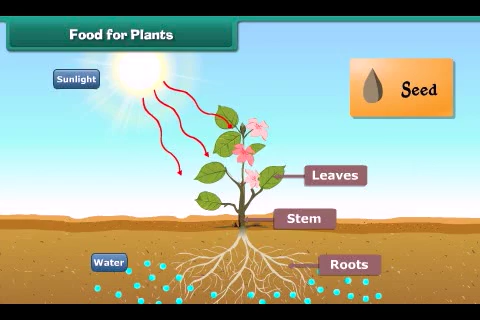 Food for Plants
Sunlight
Seed
Leaves
Stem
Water
Roots